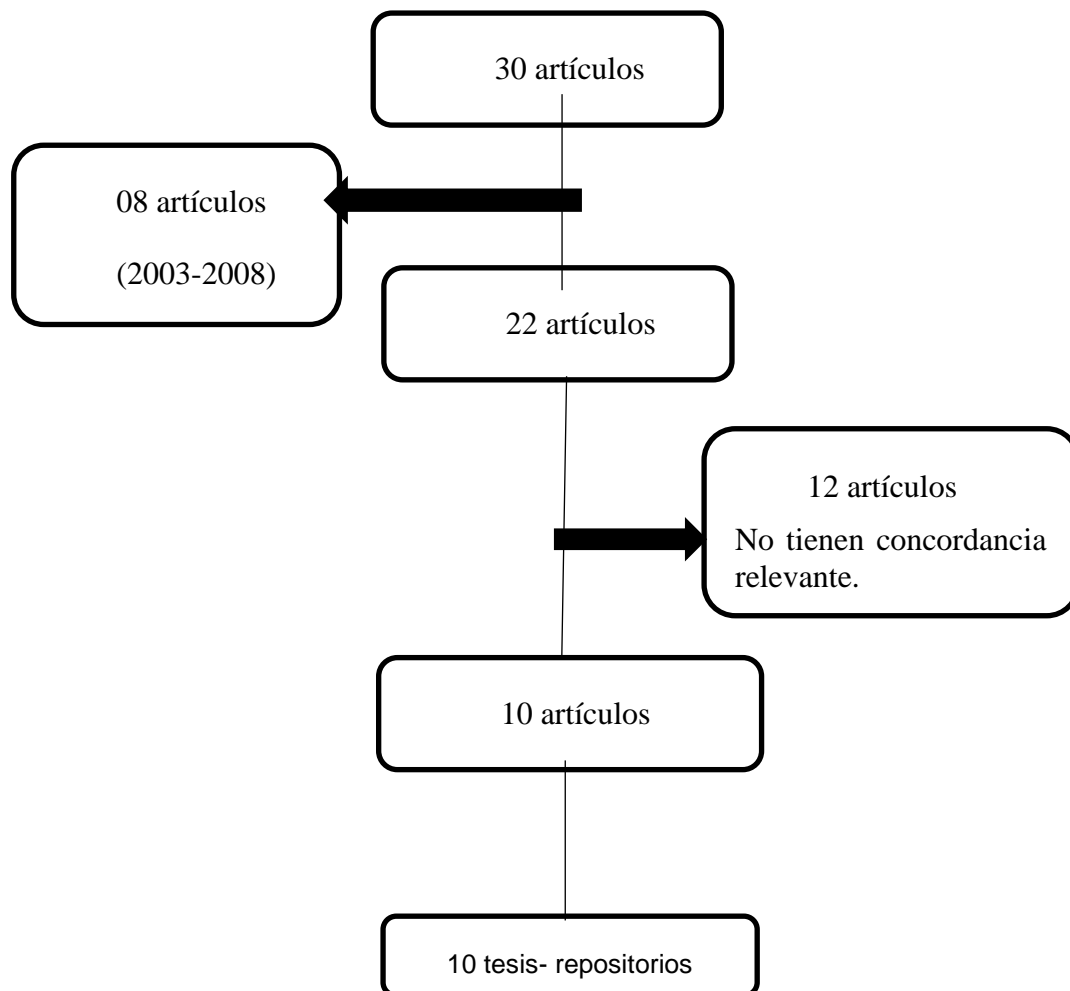 30 artículos
08 artículos
(2003-2008)
22 artículos
12 artículos
No tienen concordancia
relevante.
10 artículos
10 tesis- repositorios